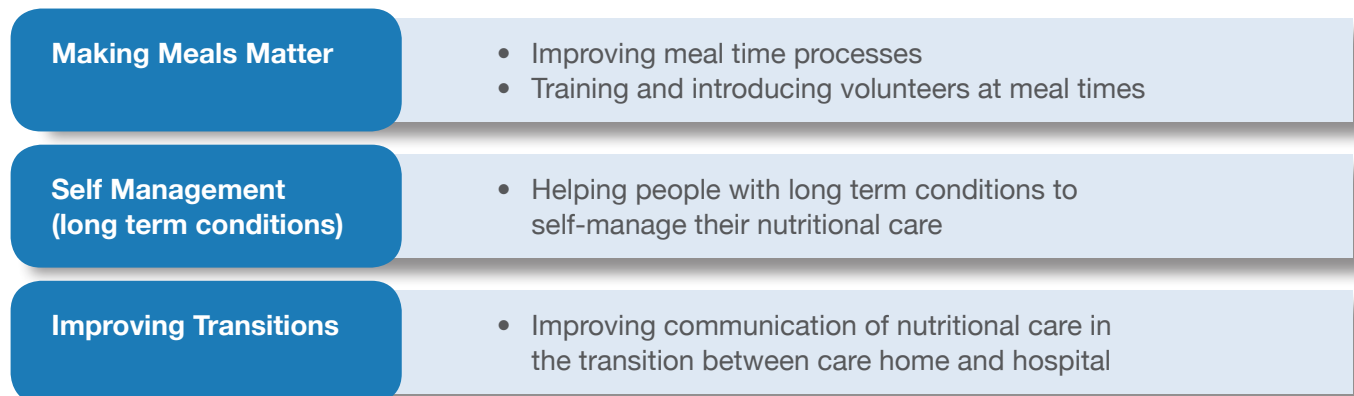 Making Meals Matter
• Improving meal time processes
• Training and introducing volunteers at meal times
Self Management
(long term conditions)
• Helping people with long term conditions to
self-manage their nutritional care
Improving Transitions
• Improving communication of nutritional care in
the transition between care home and hospital